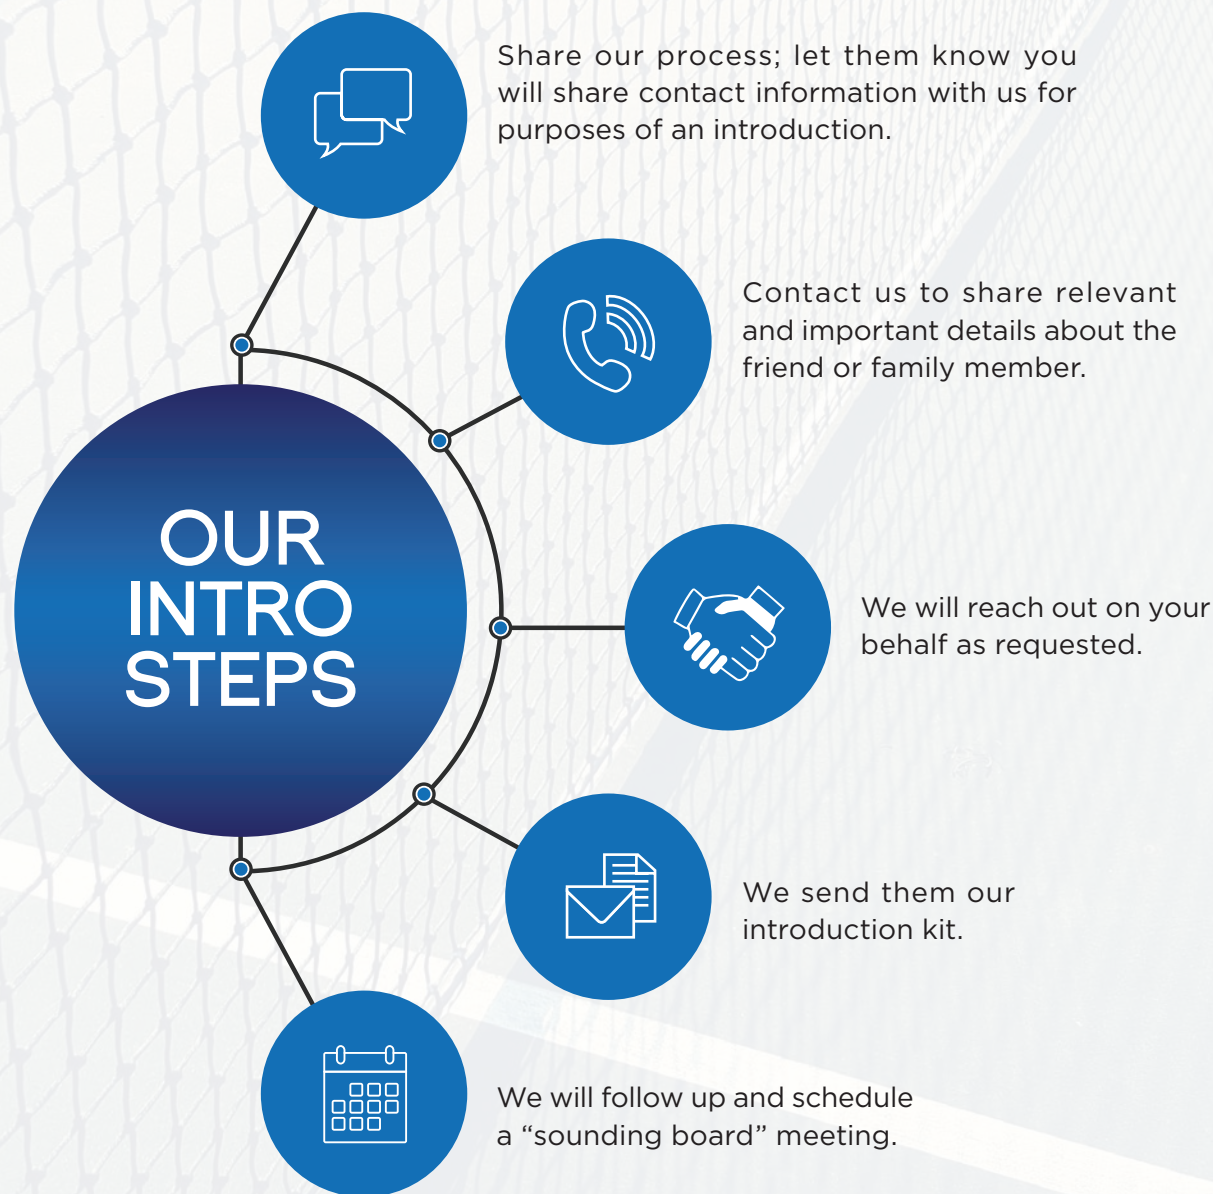 Share our process; let them know you
will share contact information with us for
purposes of an introduction.
Contact us to share relevant
and important details about the
friend or family member.
OUR
INTRO
STEPS
We will reach out on your
behalf as requested.
We send them our
introduction kit.
We will follow up and schedule
a “sounding board” meeting.